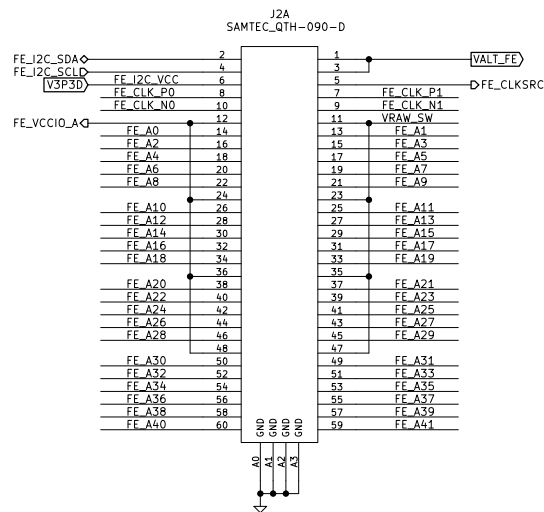 J2A
SAMTEC_QTH-090-D
FE_I2C_SDA 2 1 VALT_FE
FE_I2C_SCL 4 3
V3P3D FE_I2C_VCC 6 5 FE_CLKSRC
FE_CLK_P0 8 7 FE_CLK_P1
FE_CLK_N0 10 9 FE_CLK_N1
FE_VCCIO_A 12 11 VRAW_SW
FE_A0 14 13 FE_A1
FE_A2 16 15 FE_A3
FE_A4 18 17 FE_A5
FE_A6 20 19 FE_A7
FE_A8 22 21 FE_A9
24 23
FE_A10 26 25 FE_A11
FE_A12 28 27 FE_A13
FE_A14 30 29 FE_A15
FE_A16 32 31 FE_A17
FE_A18 34 33 FE_A19
36 35
FE_A20 38 37 FE_A21
FE_A22 40 39 FE_A23
FE_A24 42 41 FE_A25
FE_A26 44 43 FE_A27
FE_A28 46 45 FE_A29
48 47
FE_A30 50 49 FE_A31
FE_A32 52 51 FE_A33
FE_A34 54 53 FE_A35
FE_A36 56 55 FE_A37
FE_A38 58 57 FE_A39
FE_A40 60 59 FE_A41
GND GND GND GND
A0 A1 A2 A3